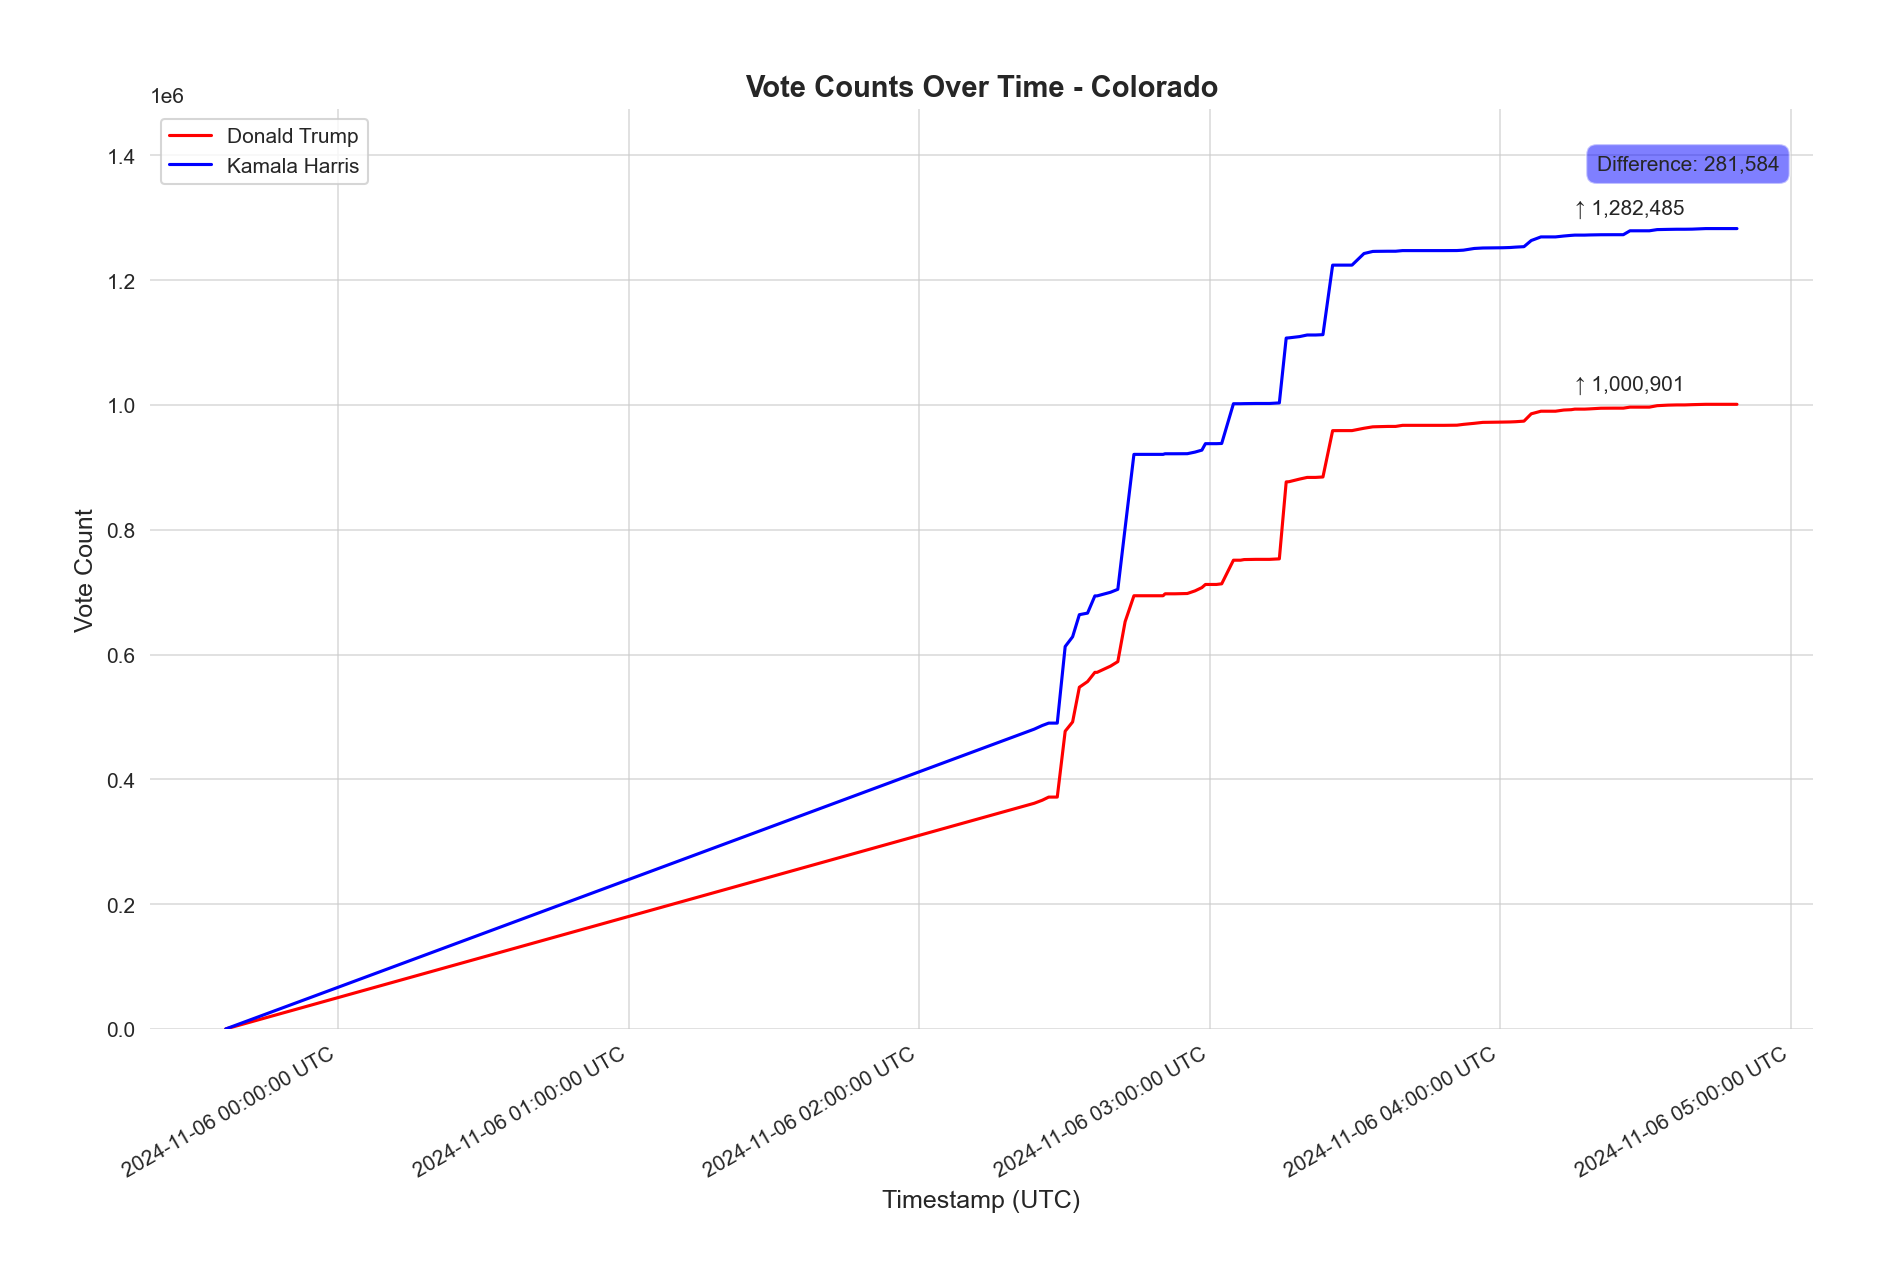 Vote Counts Over Time - Colorado
1e6
Donald Trump
Kamala Harris
Difference: 281,584
↑ 1,282,485
↑ 1,000,901
1.4
1.2
1.0
0.8
0.6
0.4
0.2
0.0
Vote Count
2024-11-06 00:00:00 UTC
2024-11-06 01:00:00 UTC
2024-11-06 02:00:00 UTC
2024-11-06 03:00:00 UTC
2024-11-06 04:00:00 UTC
2024-11-06 05:00:00 UTC
Timestamp (UTC)